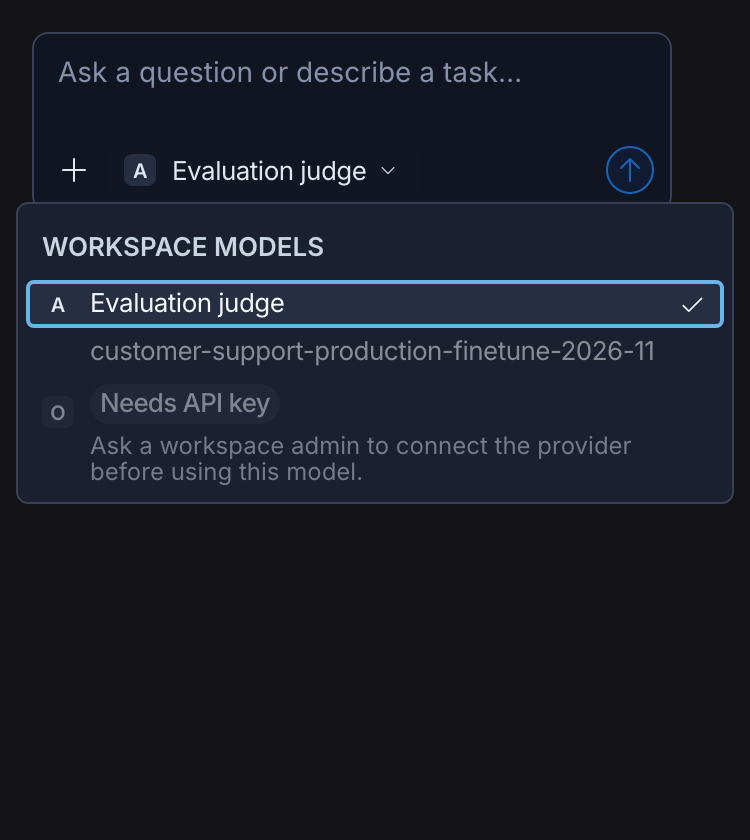 Ask a question or describe a task...
A Evaluation judge
WORKSPACE MODELS
A Evaluation judge
customer-support-production-finetune-2026-11
O Needs API key
Ask a workspace admin to connect the provider
before using this model.